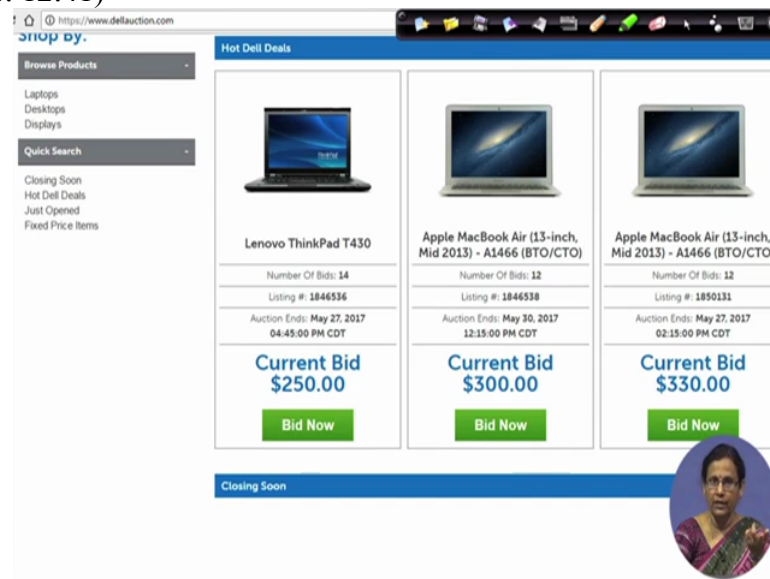 https://www.dellauction.com
Shop By:
Browse Products -
Laptops
Desktops
Displays
Quick Search -
Closing Soon
Hot Dell Deals
Just Opened
Fixed Price Items
Hot Dell Deals
Lenovo ThinkPad T430
Number Of Bids: 14
Listing #: 1846536
Auction Ends: May 27, 2017
04:45:00 PM CDT
Current Bid
$250.00
Bid Now
Apple MacBook Air (13-inch,
Mid 2013) - A1466 (BTO/CTO)
Number Of Bids: 12
Listing #: 1846538
Auction Ends: May 30, 2017
12:15:00 PM CDT
Current Bid
$300.00
Bid Now
Apple MacBook Air (13-inch,
Mid 2013) - A1466 (BTO/CTO
Number Of Bids: 12
Listing #: 1850131
Auction Ends: May 27, 2017
02:15:00 PM CDT
Current Bid
$330.00
Bid Now
Closing Soon